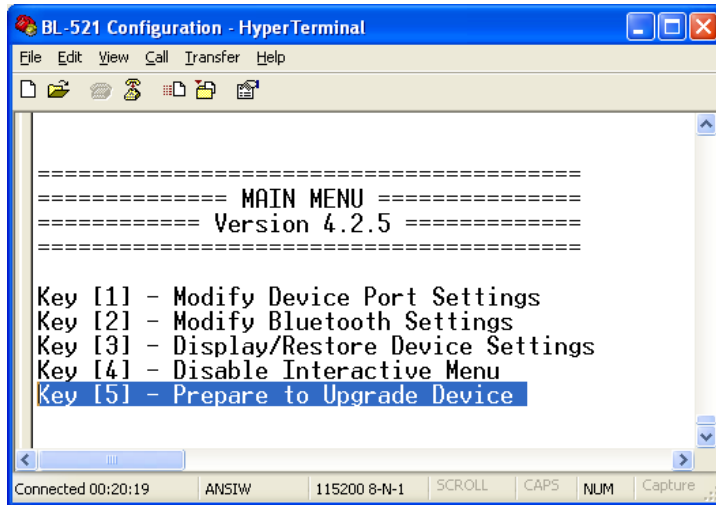 BL-521 Configuration - HyperTerminal
File Edit View Call Transfer Help
========================================
============== MAIN MENU ===============
============ Version 4.2.5 =============
========================================
Key [1] - Modify Device Port Settings
Key [2] - Modify Bluetooth Settings
Key [3] - Display/Restore Device Settings
Key [4] - Disable Interactive Menu
Key [5] - Prepare to Upgrade Device
Connected 00:20:19 ANSIW 115200 8-N-1 SCROLL CAPS NUM Capture